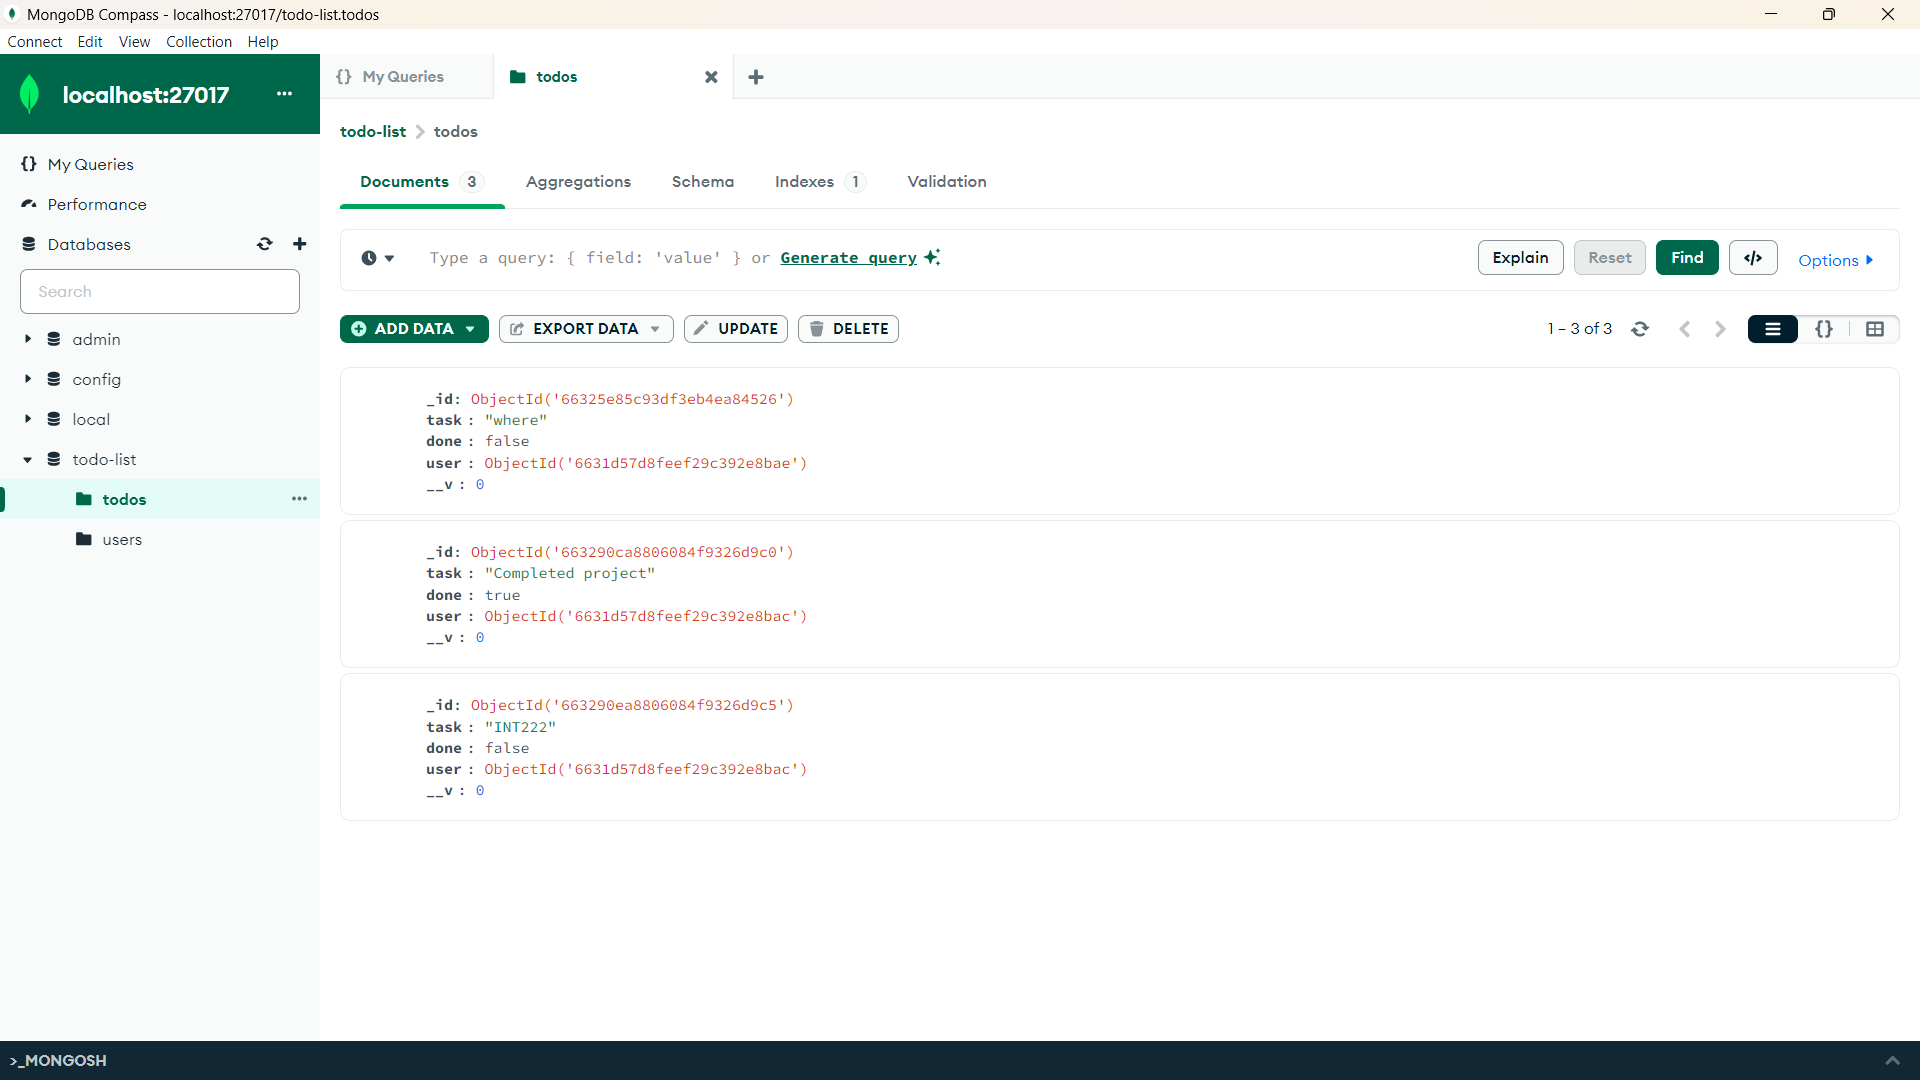 MongoDB Compass - localhost:27017/todo-list.todos
Connect Edit View Collection Help
localhost:27017 ...
{} My Queries
todos
todo-list > todos
My Queries
Performance
Databases
Search
admin
config
local
todo-list
todos ...
users
Documents 3 Aggregations Schema Indexes 1 Validation
Type a query: { field: 'value' } or Generate query
Explain Reset Find </> Options
ADD DATA EXPORT DATA UPDATE DELETE
1 – 3 of 3 {}
_id: ObjectId('66325e85c93df3eb4ea84526')
task : "where"
done : false
user : ObjectId('6631d57d8feef29c392e8bae')
__v : 0
_id: ObjectId('663290ca8806084f9326d9c0')
task : "Completed project"
done : true
user : ObjectId('6631d57d8feef29c392e8bac')
__v : 0
_id: ObjectId('663290ea8806084f9326d9c5')
task : "INT222"
done : false
user : ObjectId('6631d57d8feef29c392e8bac')
__v : 0
>_MONGOSH